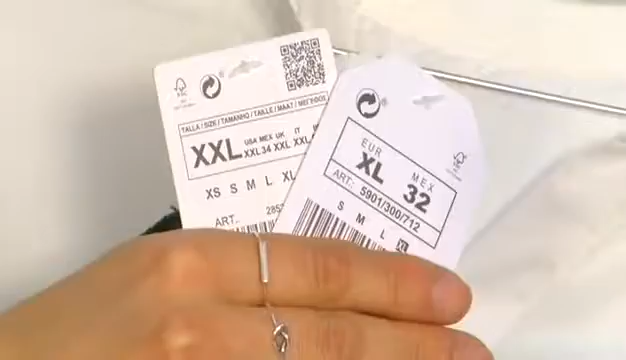 TALLA / SIZE / TAMANHO / TAILLE / MAAT / ΜΕΓΕΘΟΣ
USA MEX UK IT
XXL XXL 34 XXL XXL
XS S M L XL
ART.
EUR
XL
MEX
32
ART.: 5901/300/712
S M L XL